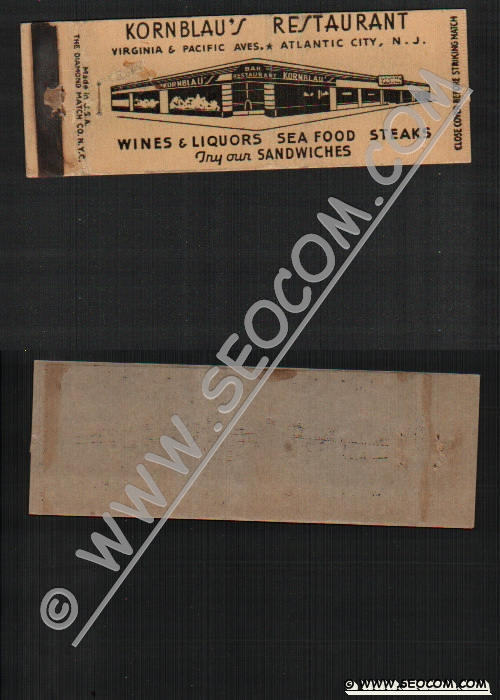 KORNBLAU'S RESTAURANT
VIRGINIA & PACIFIC AVES. ★ ATLANTIC CITY, N. J.
BAR
KORNBLAU'S RESTAURANT KORNBLAU'S
WINES & LIQUORS SEA FOOD STEAKS
Try our SANDWICHES
Made in U.S.A.
THE DIAMOND MATCH CO. N.Y.C.
CLOSE COVER BEFORE STRIKING MATCH
© WWW.SEOCOM.COM
© WWW.SEOCOM.COM